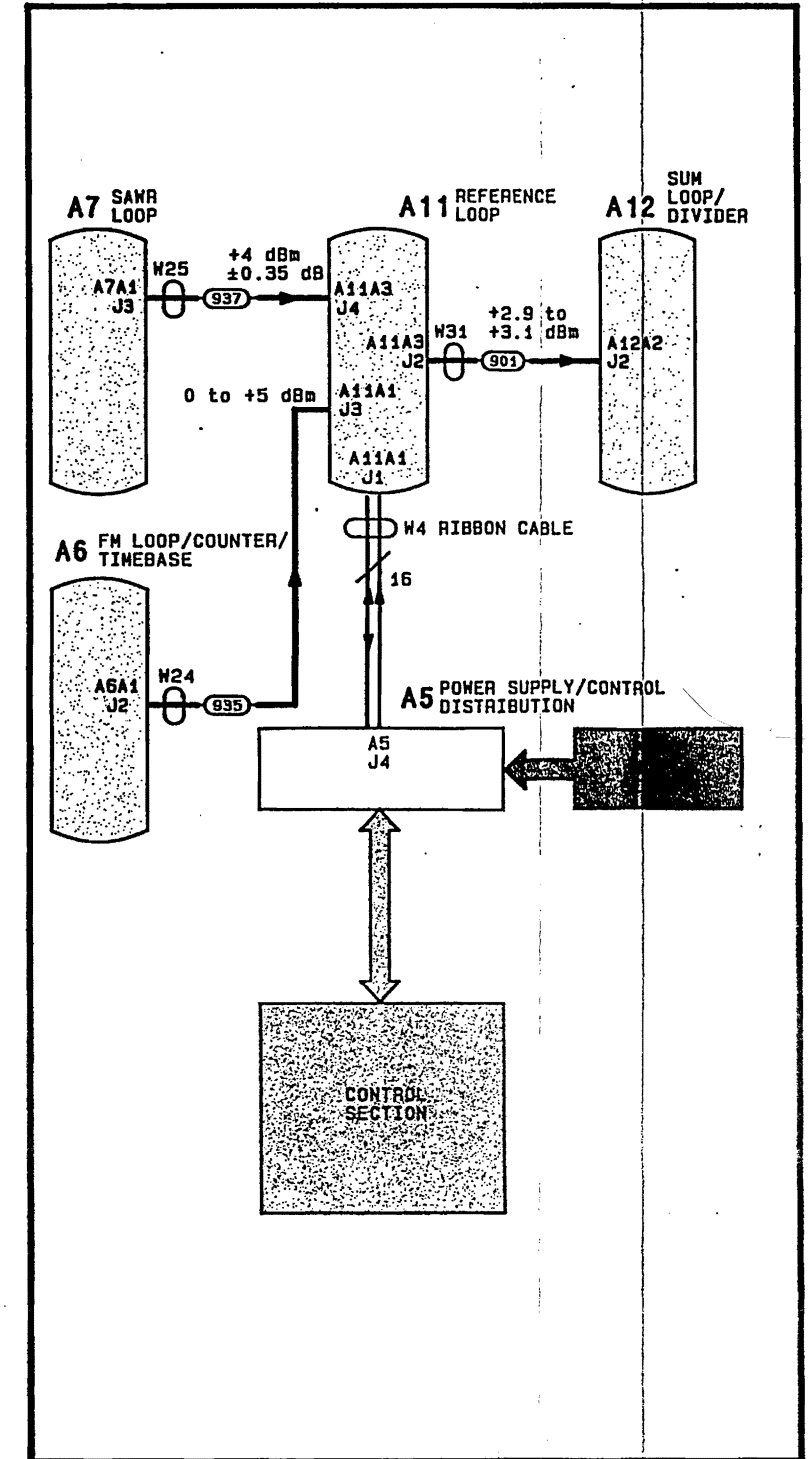 A7 SAWR
LOOP
A11 REFERENCE
LOOP
A12 SUM
LOOP/
DIVIDER
W25
+4 dBm
±0.35 dB
A7A1
J3
937
A11A3
J4
A11A3
J2
W31
+2.9 to
+3.1 dBm
901
A12A2
J2
0 to +5 dBm
A11A1
J3
A11A1
J1
W4 RIBBON CABLE
16
A6 FM LOOP/COUNTER/
TIMEBASE
A6A1
J2
W24
935
A5 POWER SUPPLY/CONTROL
DISTRIBUTION
A5
J4
CONTROL
SECTION